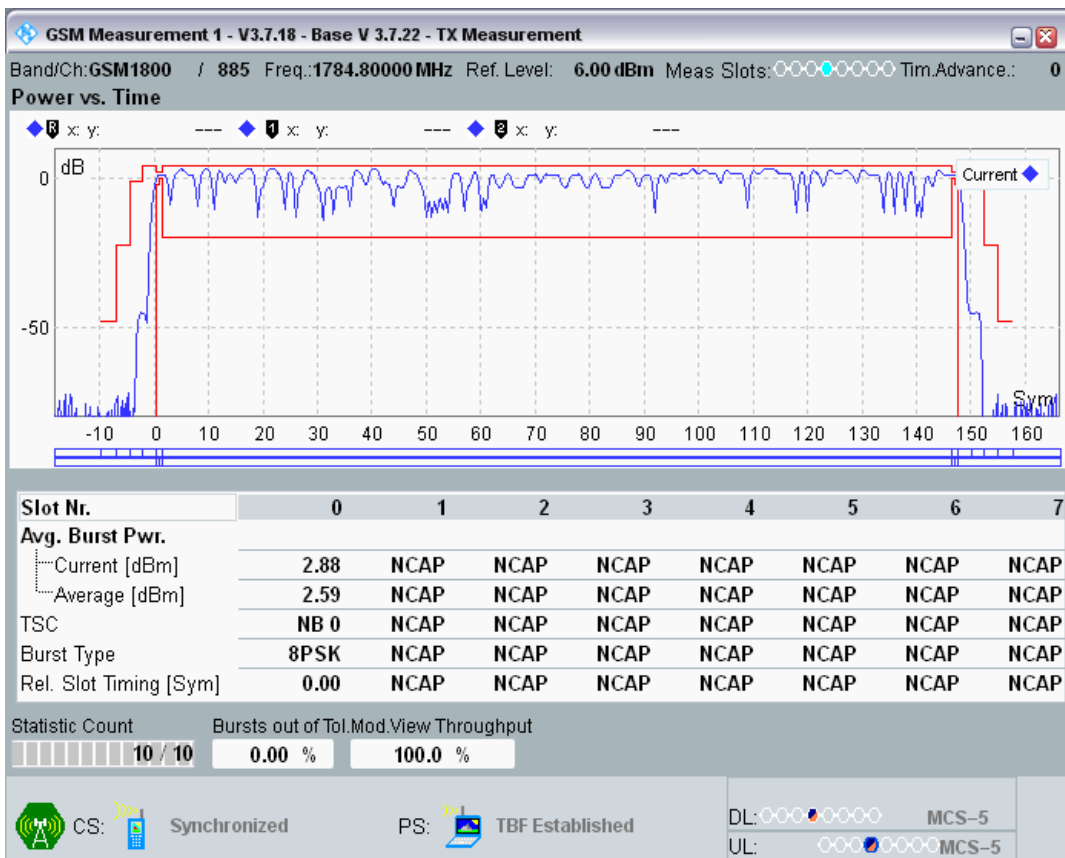 GSM Measurement 1 - V3.7.18 - Base V 3.7.22 - TX Measurement
Band/Ch:GSM1800 / 885 Freq.:1784.80000 MHz Ref. Level: 6.00 dBm Meas Slots: Tim.Advance.: 0
Power vs. Time
R x: y: --- 1 x: y: --- 2 x: y: ---
dB
Current
0
-50
Sym
-10 0 10 20 30 40 50 60 70 80 90 100 110 120 130 140 150 160
Slot Nr. 0 1 2 3 4 5 6 7
Avg. Burst Pwr.
Current [dBm] 2.88 NCAP NCAP NCAP NCAP NCAP NCAP NCAP
Average [dBm] 2.59 NCAP NCAP NCAP NCAP NCAP NCAP NCAP
TSC NB 0 NCAP NCAP NCAP NCAP NCAP NCAP NCAP
Burst Type 8PSK NCAP NCAP NCAP NCAP NCAP NCAP NCAP
Rel. Slot Timing [Sym] 0.00 NCAP NCAP NCAP NCAP NCAP NCAP NCAP
Statistic Count Bursts out of Tol.Mod.View Throughput
10 / 10 0.00 % 100.0 %
CS: Synchronized PS: TBF Established DL: MCS-5
UL: MCS-5